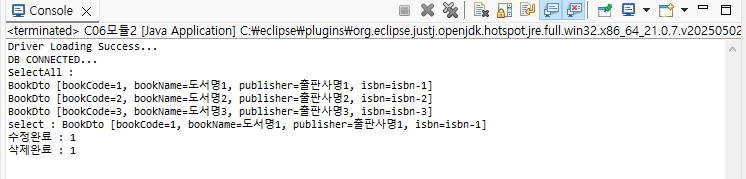 Console
<terminated> C06모듈2 [Java Application] C:₩eclipse₩plugins₩org.eclipse.justj.openjdk.hotspot.jre.full.win32.x86_64_21.0.7.v20250502
Driver Loading Success...
DB CONNECTED...
SelectAll :
BookDto [bookCode=1, bookName=도서명1, publisher=출판사명1, isbn=isbn-1]
BookDto [bookCode=2, bookName=도서명2, publisher=출판사명2, isbn=isbn-2]
BookDto [bookCode=3, bookName=도서명3, publisher=출판사명3, isbn=isbn-3]
select : BookDto [bookCode=1, bookName=도서명1, publisher=출판사명1, isbn=isbn-1]
수정완료 : 1
삭제완료 : 1